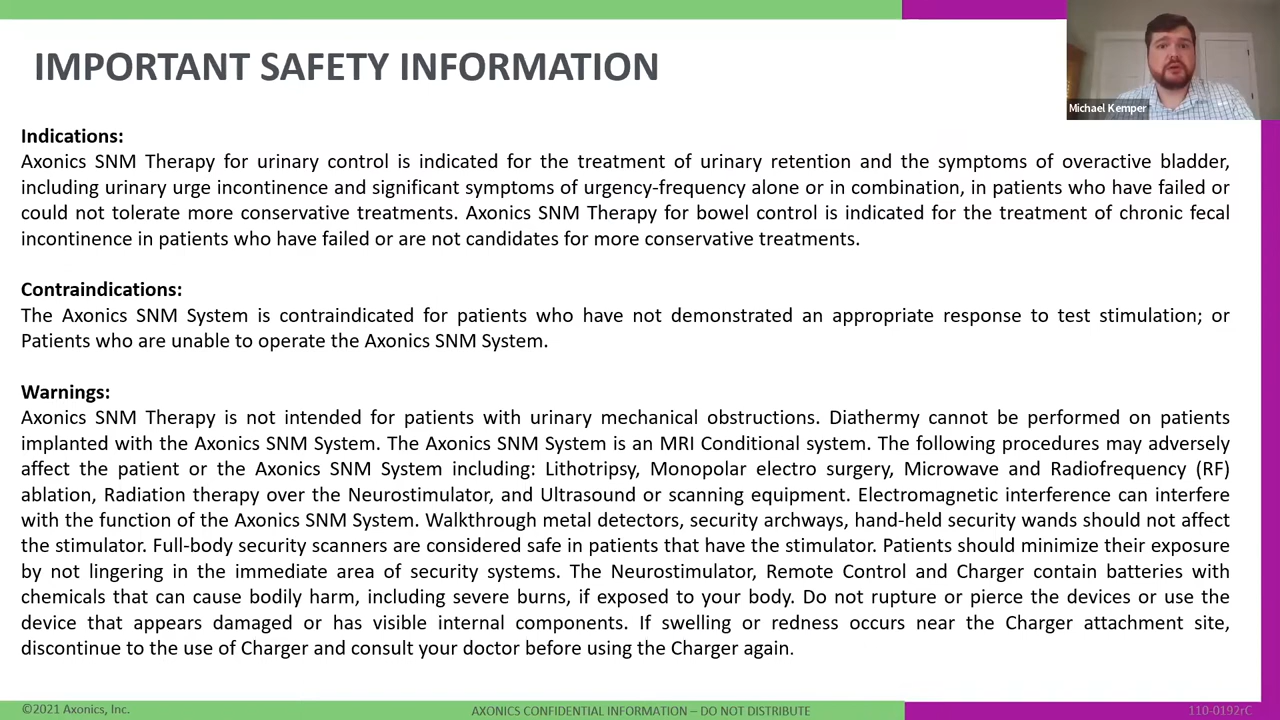 IMPORTANT SAFETY INFORMATION
Michael Kemper
Indications:
Axonics SNM Therapy for urinary control is indicated for the treatment of urinary retention and the symptoms of overactive bladder,
including urinary urge incontinence and significant symptoms of urgency-frequency alone or in combination, in patients who have failed or
could not tolerate more conservative treatments. Axonics SNM Therapy for bowel control is indicated for the treatment of chronic fecal
incontinence in patients who have failed or are not candidates for more conservative treatments.
Contraindications:
The Axonics SNM System is contraindicated for patients who have not demonstrated an appropriate response to test stimulation; or
Patients who are unable to operate the Axonics SNM System.
Warnings:
Axonics SNM Therapy is not intended for patients with urinary mechanical obstructions. Diathermy cannot be performed on patients
implanted with the Axonics SNM System. The Axonics SNM System is an MRI Conditional system. The following procedures may adversely
affect the patient or the Axonics SNM System including: Lithotripsy, Monopolar electro surgery, Microwave and Radiofrequency (RF)
ablation, Radiation therapy over the Neurostimulator, and Ultrasound or scanning equipment. Electromagnetic interference can interfere
with the function of the Axonics SNM System. Walkthrough metal detectors, security archways, hand-held security wands should not affect
the stimulator. Full-body security scanners are considered safe in patients that have the stimulator. Patients should minimize their exposure
by not lingering in the immediate area of security systems. The Neurostimulator, Remote Control and Charger contain batteries with
chemicals that can cause bodily harm, including severe burns, if exposed to your body. Do not rupture or pierce the devices or use the
device that appears damaged or has visible internal components. If swelling or redness occurs near the Charger attachment site,
discontinue to the use of Charger and consult your doctor before using the Charger again.
©2021 Axonics, Inc.
AXONICS CONFIDENTIAL INFORMATION – DO NOT DISTRIBUTE
110-0192rC